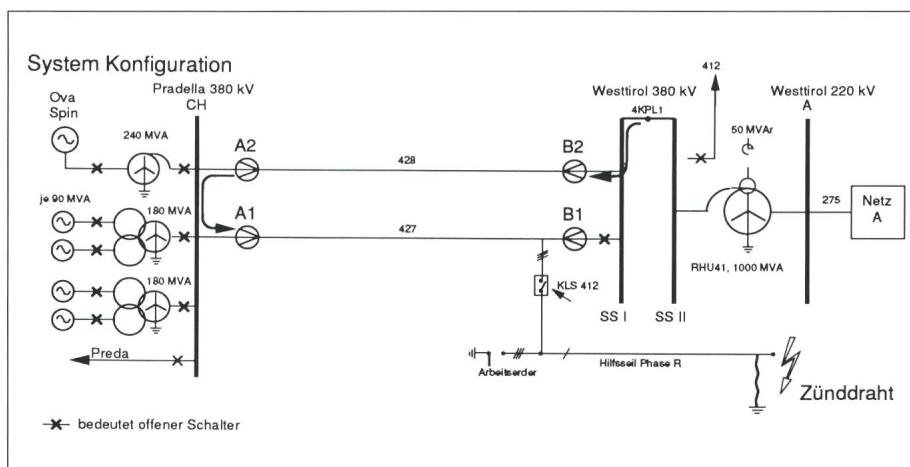 System Konfiguration
Pradella 380 kV
CH
Ova
Spin
240 MVA
A2
428
B2
Westtirol 380 kV
4KPL1
412
Westtirol 220 kV
A
50 MVAr
je 90 MVA
180 MVA
A1
427
B1
275
Netz
A
RHU41, 1000 MVA
180 MVA
KLS 412
SS I
SS II
Preda
Arbeitserder
Hilfsseil Phase R
Zünddraht
bedeutet offener Schalter